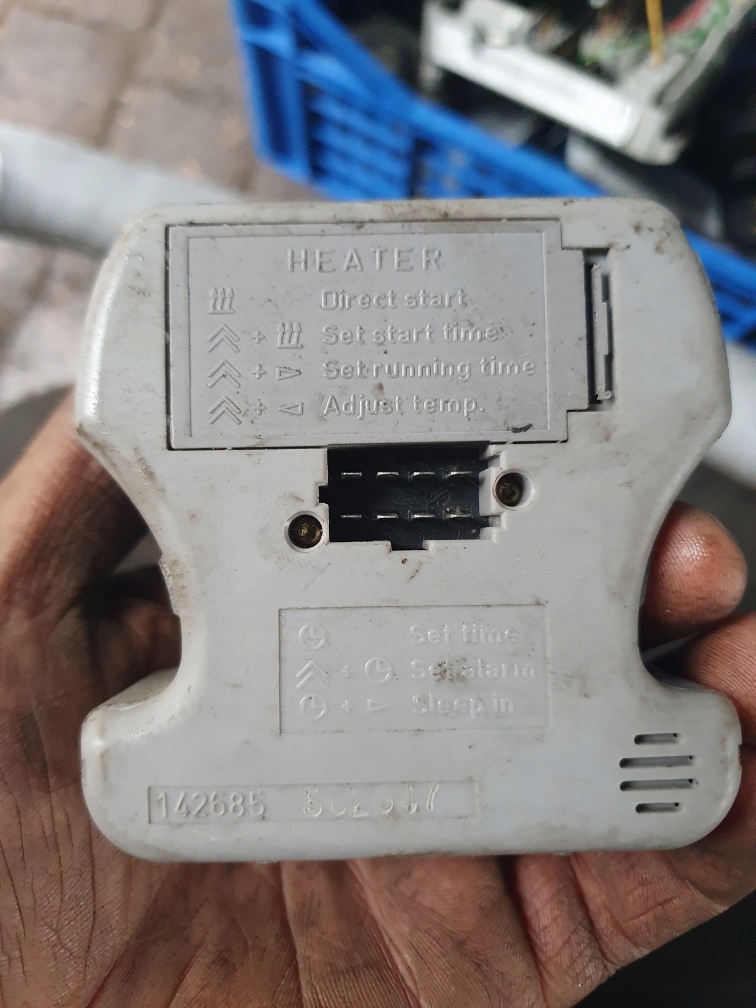 HEATER
Direct start
+ Set start time
+ Set running time
+ Adjust temp.
Set time
+ Set alarm
+ Sleep in
142685